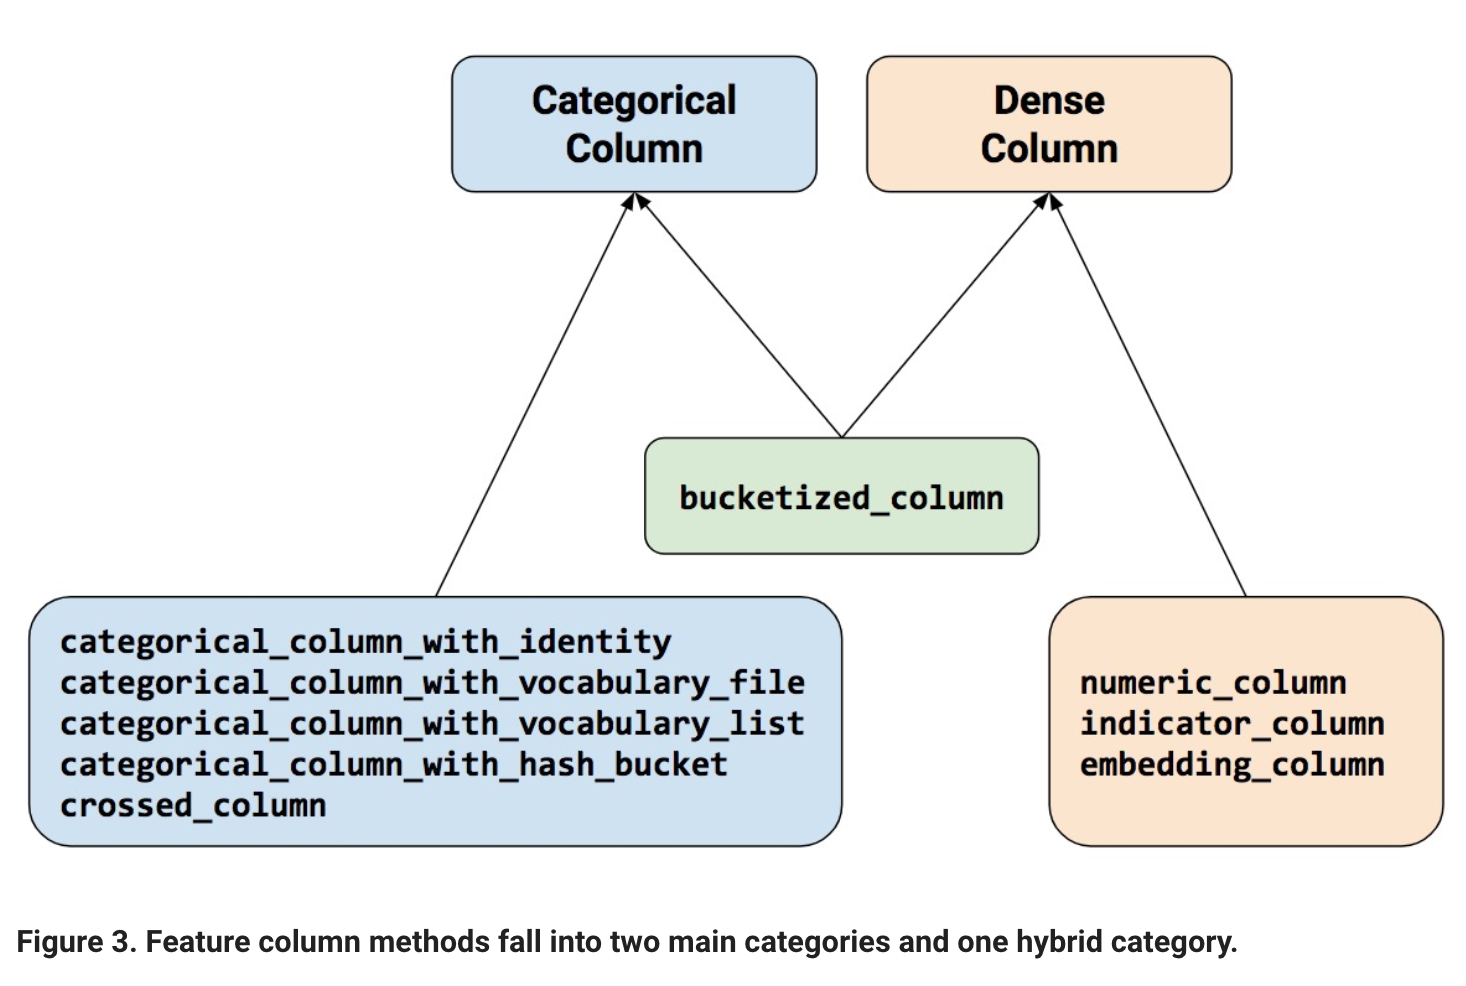 Categorical
Column
Dense
Column
bucketized_column
categorical_column_with_identity
categorical_column_with_vocabulary_file
categorical_column_with_vocabulary_list
categorical_column_with_hash_bucket
crossed_column
numeric_column
indicator_column
embedding_column
Figure 3. Feature column methods fall into two main categories and one hybrid category.